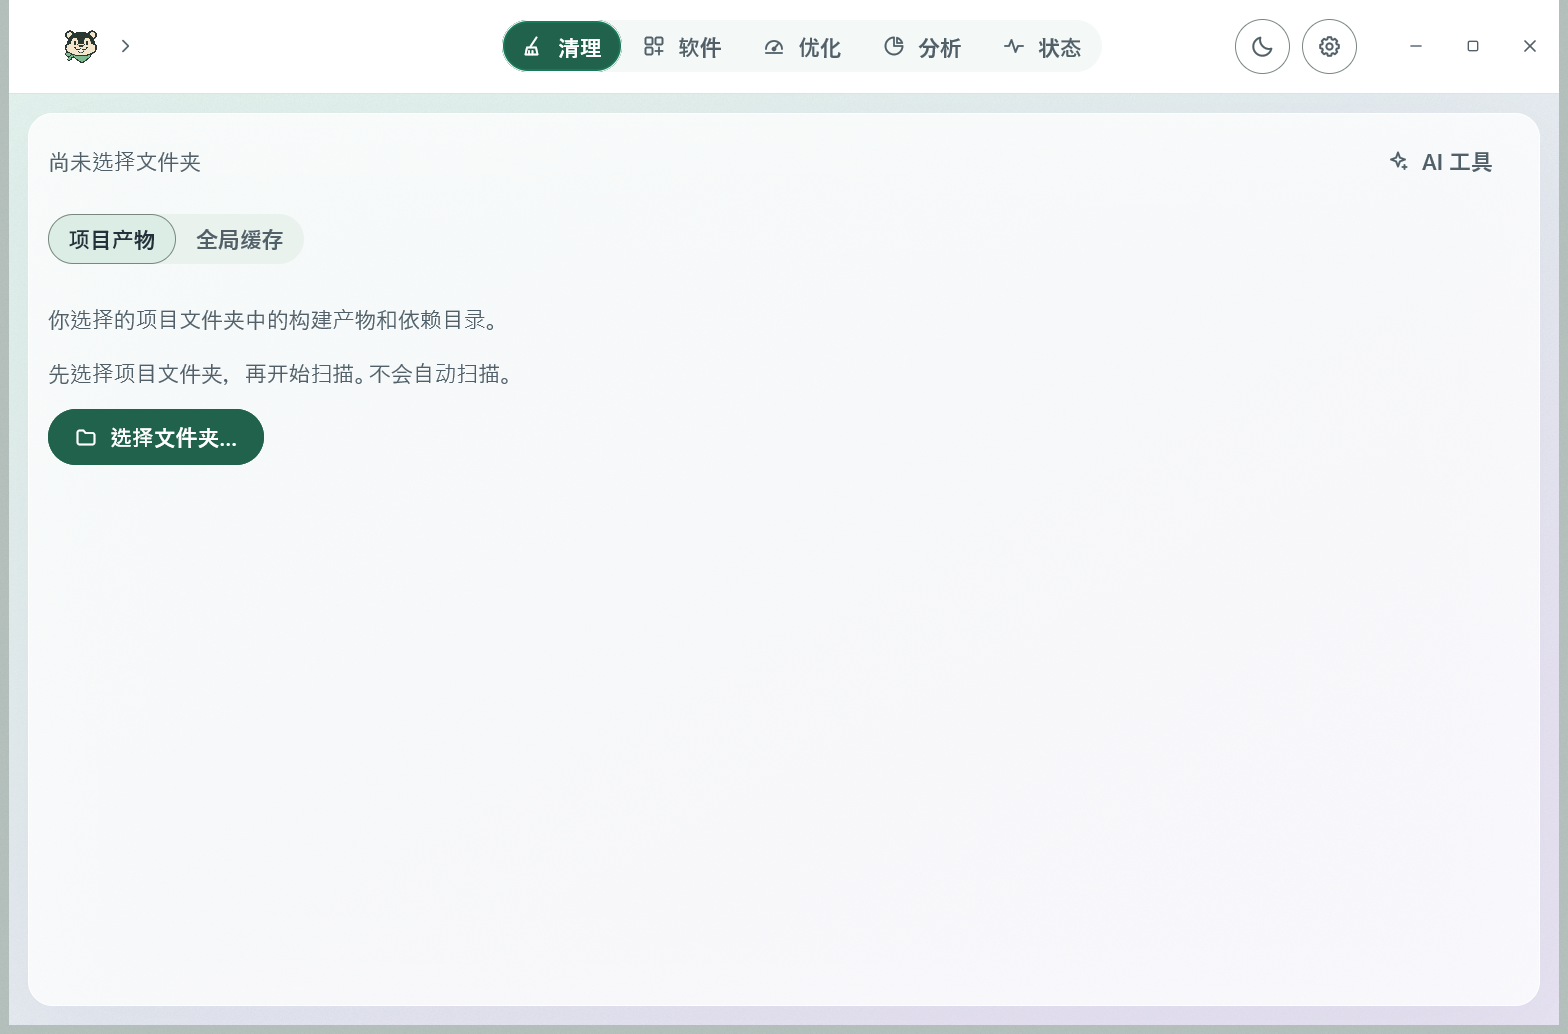 清理 软件 优化 分析 状态
尚未选择文件夹 AI 工具
项目产物 全局缓存
你选择的项目文件夹中的构建产物和依赖目录。
先选择项目文件夹，再开始扫描。不会自动扫描。
选择文件夹...